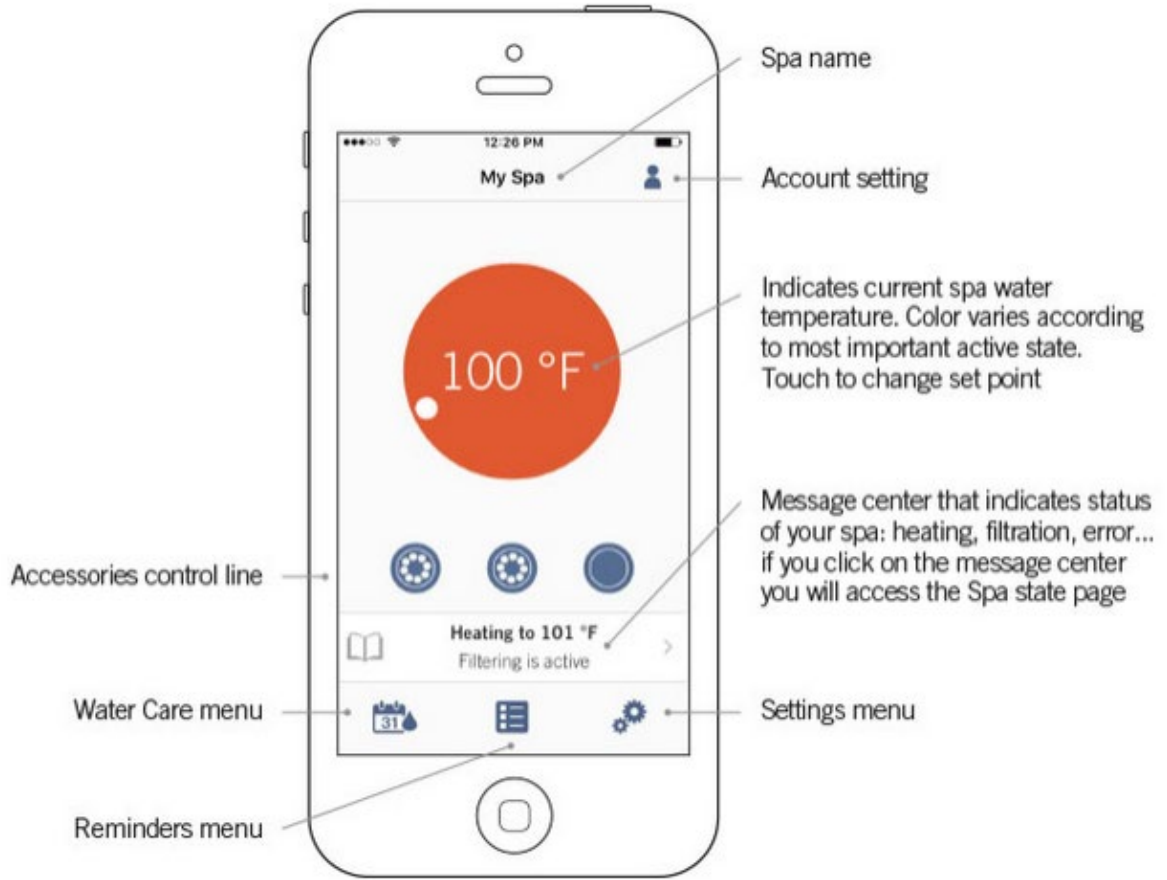 Spa name
12:26 PM
My Spa
Account setting
Indicates current spa water
temperature. Color varies according
to most important active state.
Touch to change set point
100 °F
Message center that indicates status
of your spa: heating, filtration, error...
if you click on the message center
you will access the Spa state page
Accessories control line
Heating to 101 °F
Filtering is active
Water Care menu
31
Settings menu
Reminders menu